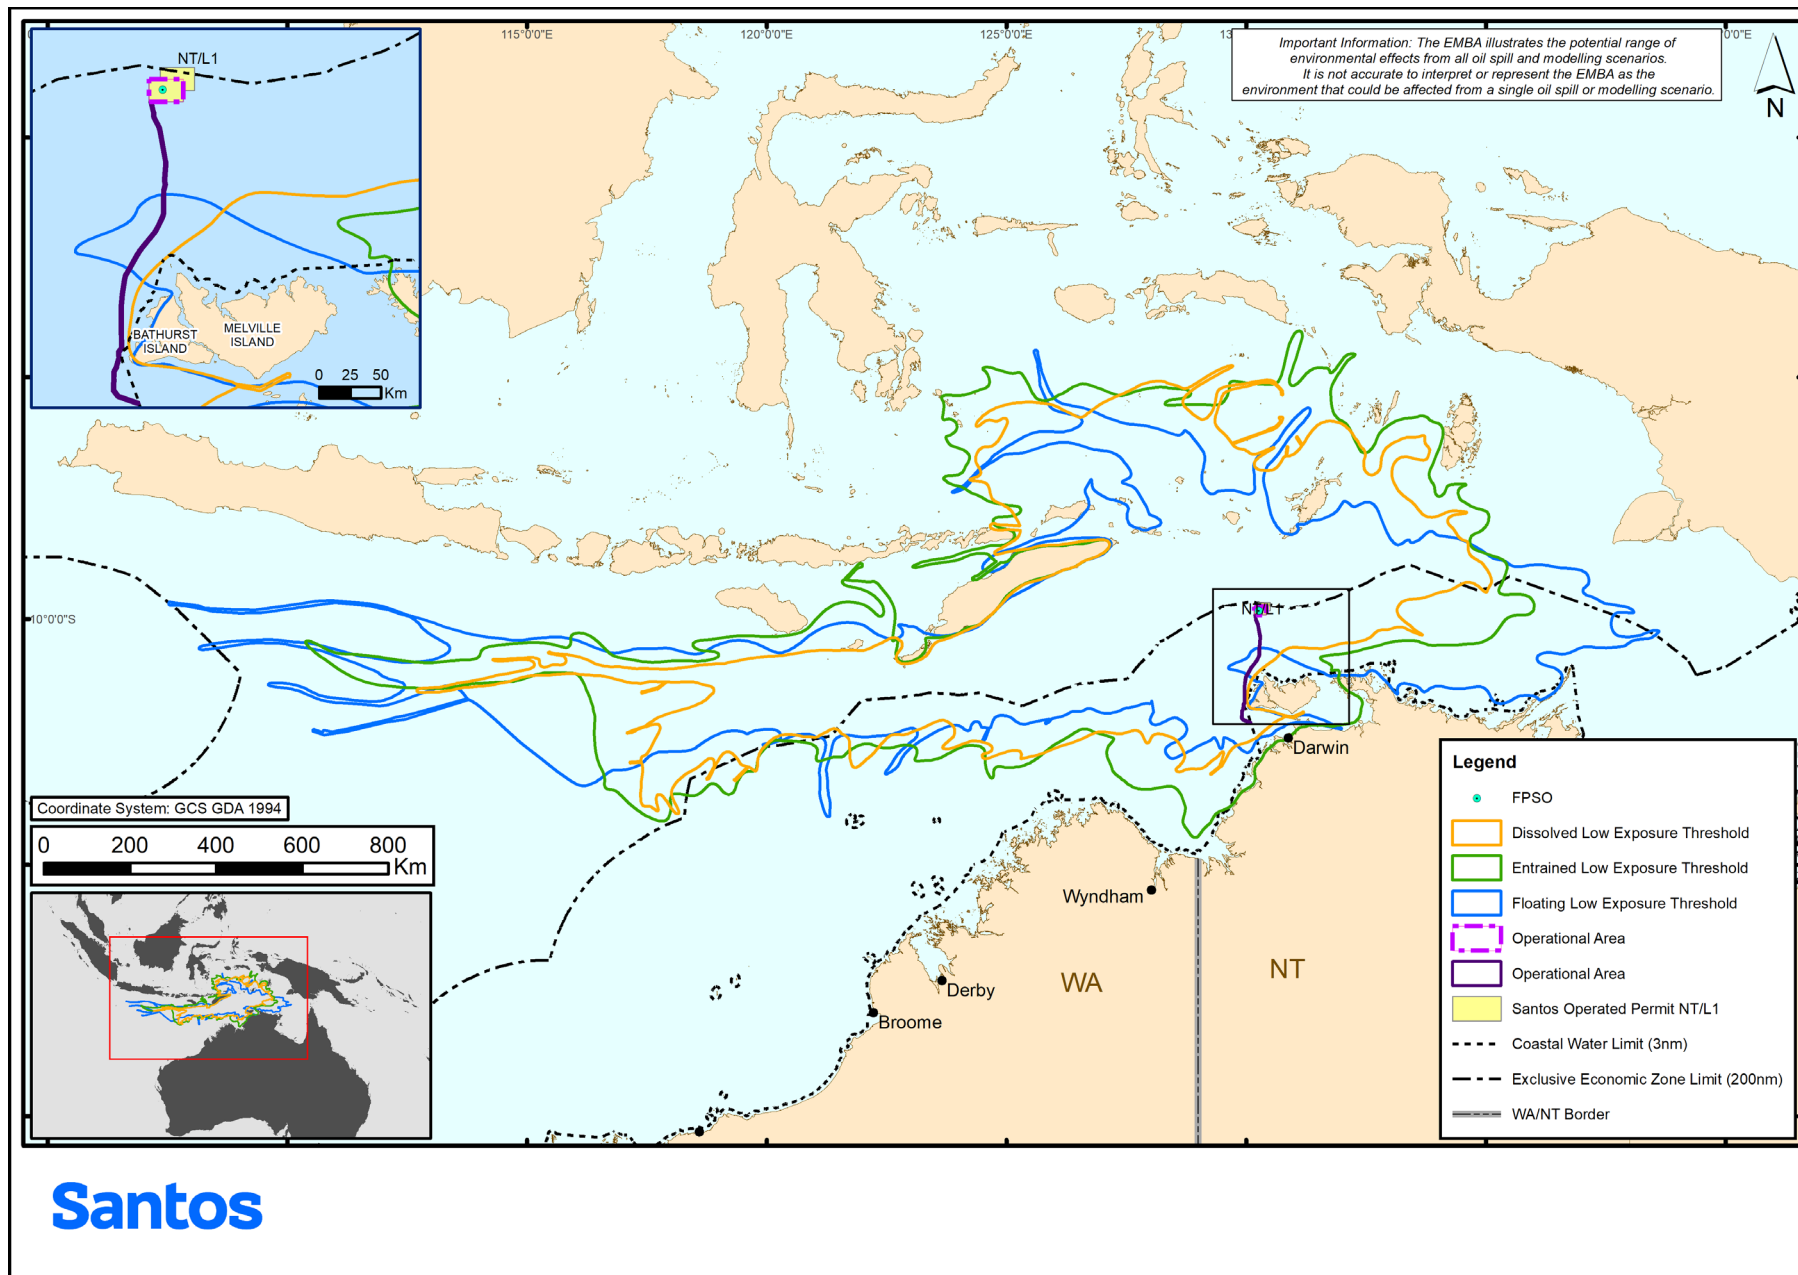 115°0'0"E
120°0'0"E
125°0'0"E
Important Information: The EMBA illustrates the potential range of
environmental effects from all oil spill and modelling scenarios.
It is not accurate to interpret or represent the EMBA as the
environment that could be affected from a single oil spill or modelling scenario.
N
NT/L1
BATHURST
ISLAND
MELVILLE
ISLAND
0 25 50
Km
10°0'0"S
NT/L1
Darwin
Coordinate System: GCS GDA 1994
0 200 400 600 800
Km
Wyndham
Derby
Broome
WA
NT
Legend
FPSO
Dissolved Low Exposure Threshold
Entrained Low Exposure Threshold
Floating Low Exposure Threshold
Operational Area
Operational Area
Santos Operated Permit NT/L1
Coastal Water Limit (3nm)
Exclusive Economic Zone Limit (200nm)
WA/NT Border
Santos